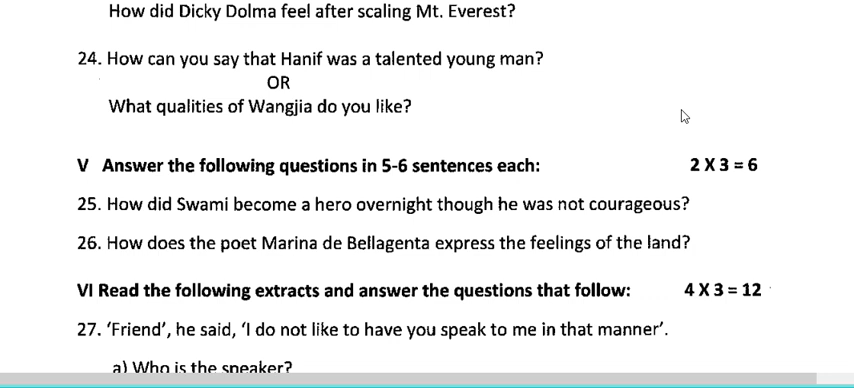 How did Dicky Dolma feel after scaling Mt. Everest?
24. How can you say that Hanif was a talented young man?
OR
What qualities of Wangjia do you like?
V Answer the following questions in 5-6 sentences each: 2 X 3 = 6
25. How did Swami become a hero overnight though he was not courageous?
26. How does the poet Marina de Bellagenta express the feelings of the land?
VI Read the following extracts and answer the questions that follow: 4 X 3 = 12
27. ‘Friend’, he said, ‘I do not like to have you speak to me in that manner’.
a) Who is the speaker?